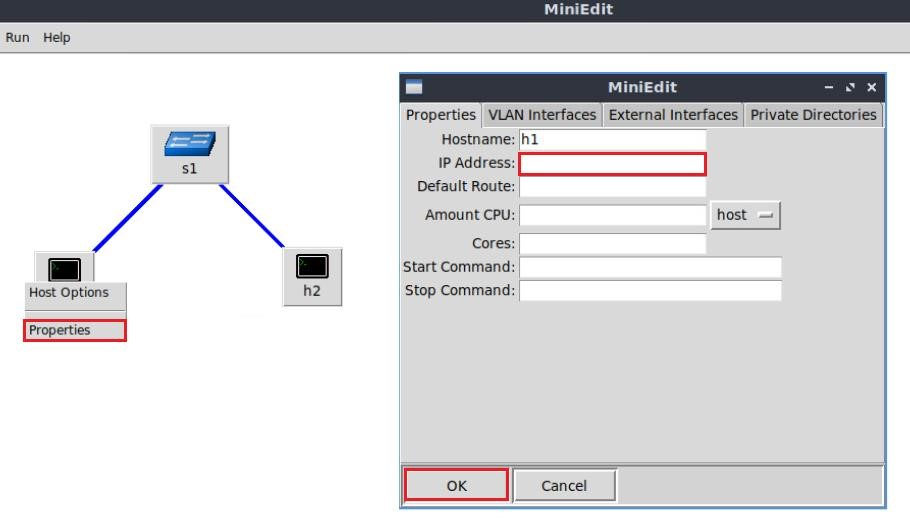 MiniEdit
Run Help
s1
Host Options
Properties
h2
MiniEdit
Properties VLAN Interfaces External Interfaces Private Directories
Hostname: h1
IP Address:
Default Route:
Amount CPU: host
Cores:
Start Command:
Stop Command:
OK Cancel